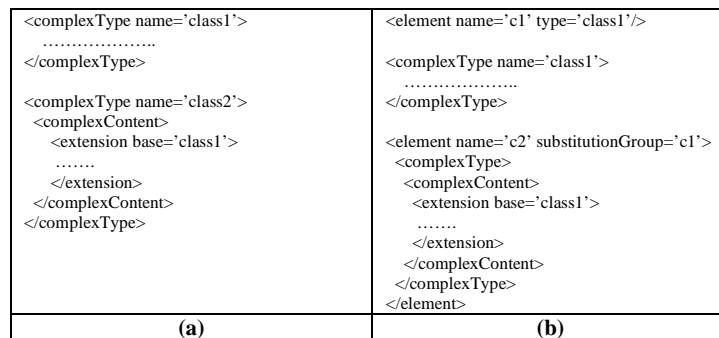 <complexType name=’class1’>
………………..
</complexType>
<complexType name=’class2’>
<complexContent>
<extension base=’class1’>
…….
</extension>
</complexContent>
</complexType>
(a)
<element name=’c1’ type=’class1’/>
<complexType name=’class1’>
………………..
</complexType>
<element name=’c2’ substitutionGroup=’c1’>
<complexType>
<complexContent>
<extension base=’class1’>
…….
</extension>
</complexContent>
</complexType>
</element>
(b)